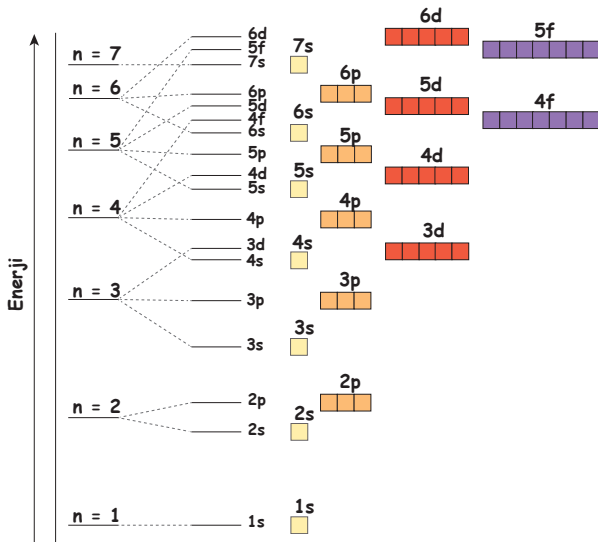 Enerji
n = 7
n = 6
n = 5
n = 4
n = 3
n = 2
n = 1
6d
5f
7s
6p
5d
4f
6s
5p
4d
5s
4p
3d
4s
3p
3s
2p
2s
1s
7s
6s
5s
4s
3s
2s
1s
6p
5p
4p
3p
2p
6d
5d
4d
3d
5f
4f